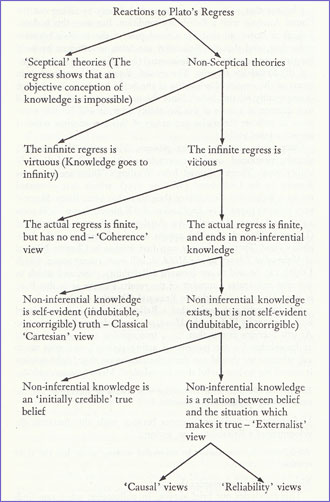 Reactions to Plato's Regress
'Sceptical' theories (The
regress shows that an
objective conception of
knowledge is impossible)
Non-Sceptical theories
The infinite regress is
virtuous (Knowledge goes to
infinity)
The infinite regress is
vicious
The actual regress is finite,
but has no end – 'Coherence'
view
The actual regress is finite,
and ends in non-inferential
knowledge
Non-inferential knowledge
is self-evident (indubitable,
incorrigible) truth – Classical
'Cartesian' view
Non inferential knowledge
exists, but is not self-evident
(indubitable, incorrigible)
Non-inferential knowledge is
an 'initially credible' true
belief
Non-inferential knowledge
is a relation between belief
and the situation which
makes it true – 'Externalist'
view
'Causal' views
'Reliability' views